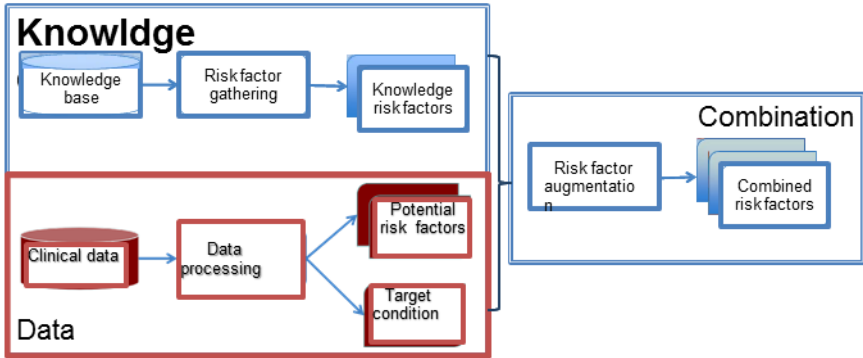 Knowldge
Knowledge
base
Risk factor
gathering
Knowledge
risk factors
Combination
Risk factor
augmentatio
n
Combined
risk factors
Potential
risk factors
Clinical data
Data
processing
Target
condition
Data